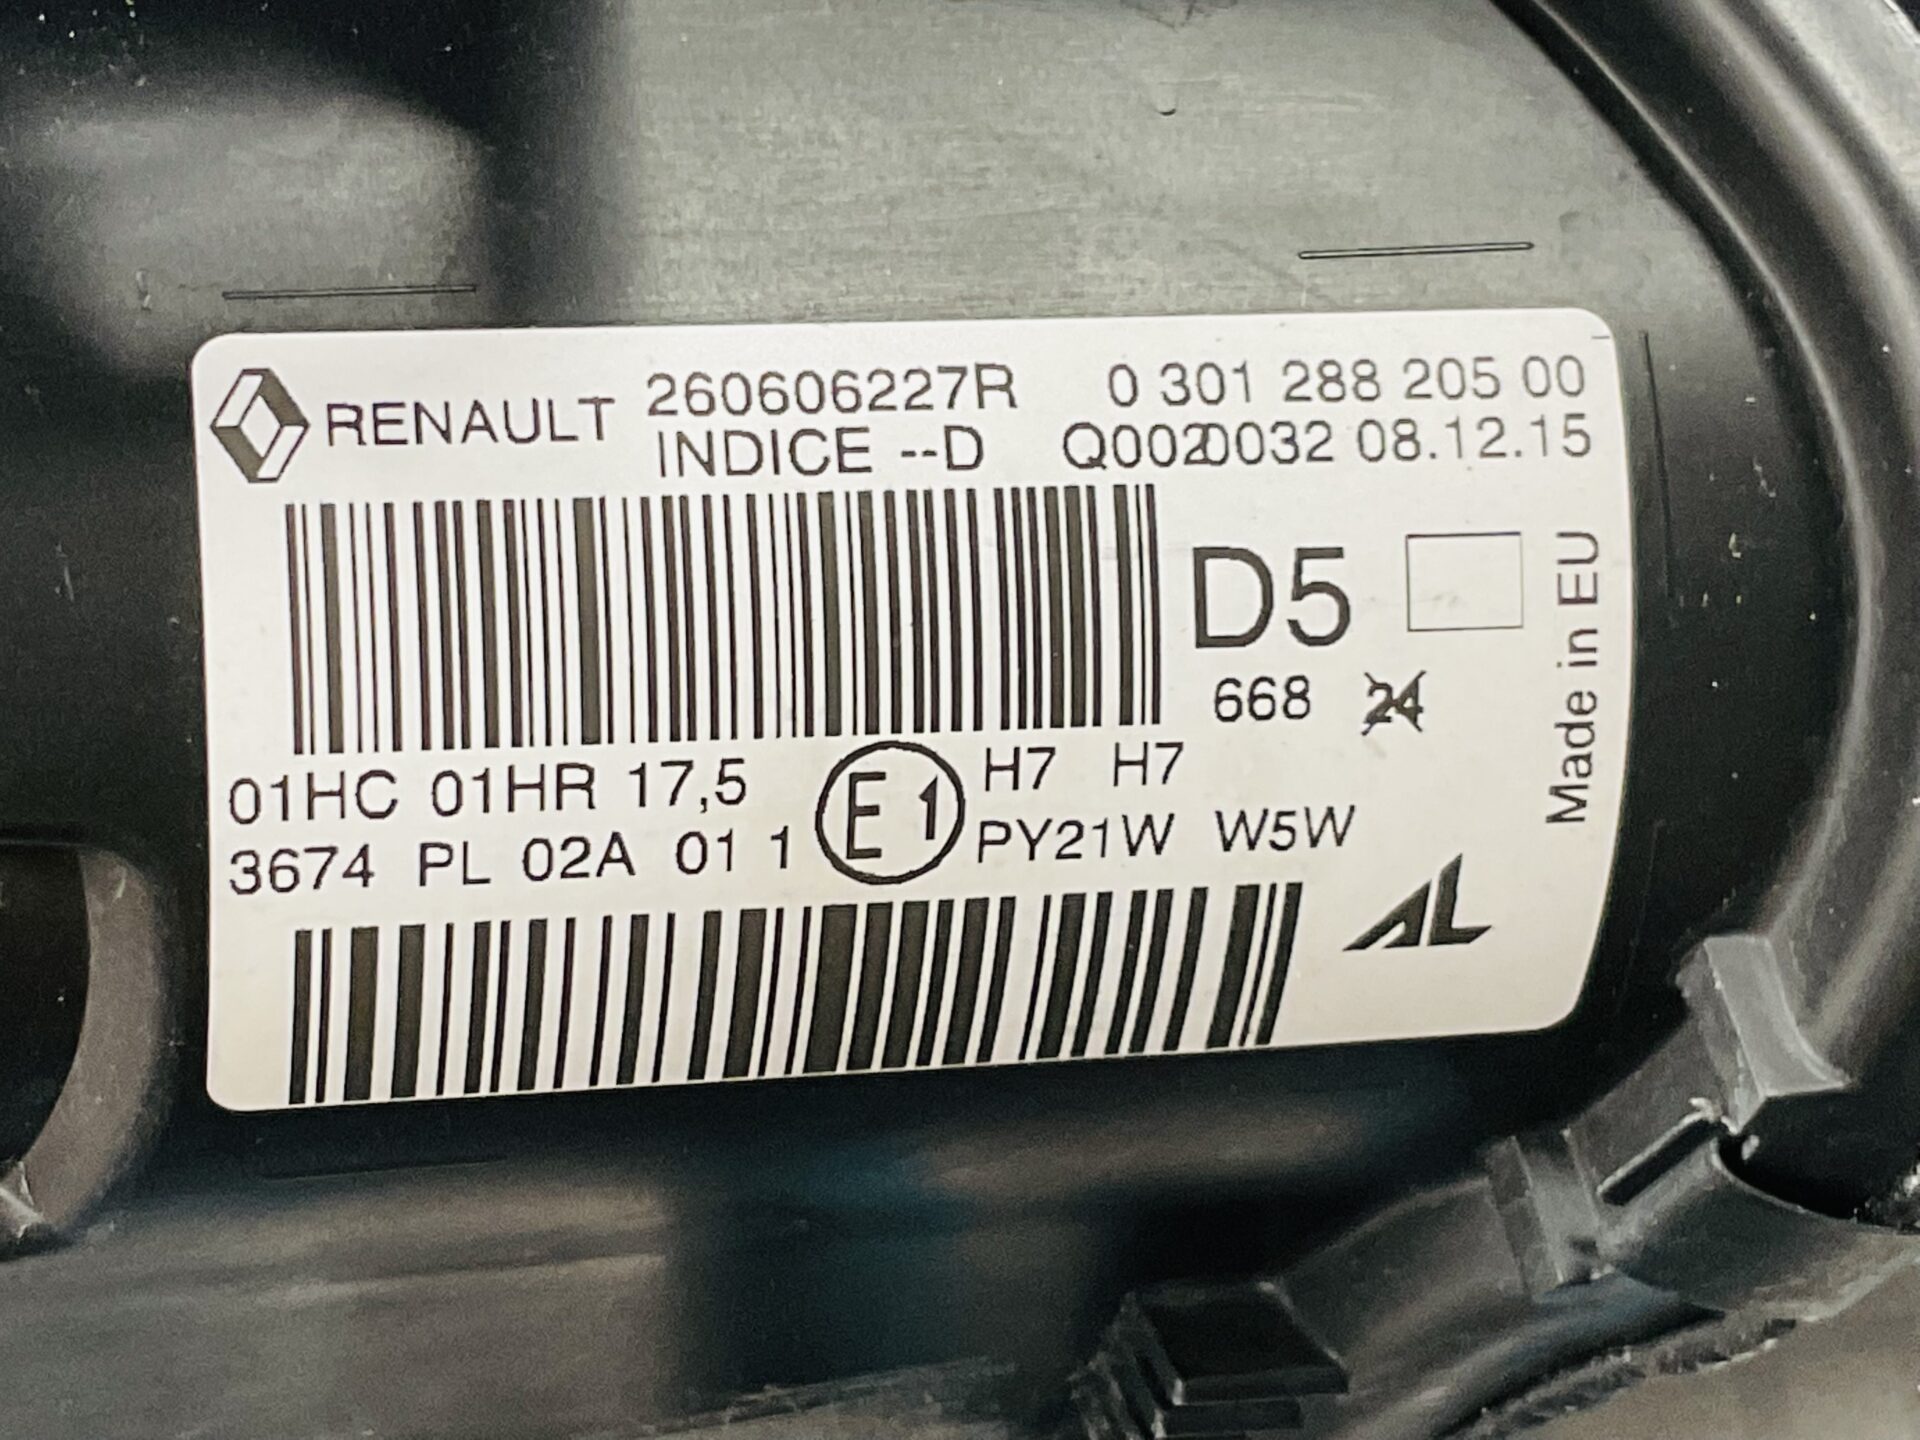 RENAULT 260606227R 0 301 288 205 00
INDICE --D Q0020032 08.12.15
D5
Made in EU
668 24
01HC 01HR 17,5 E1 H7 H7
3674 PL 02A 01 1 PY21W W5W
AL